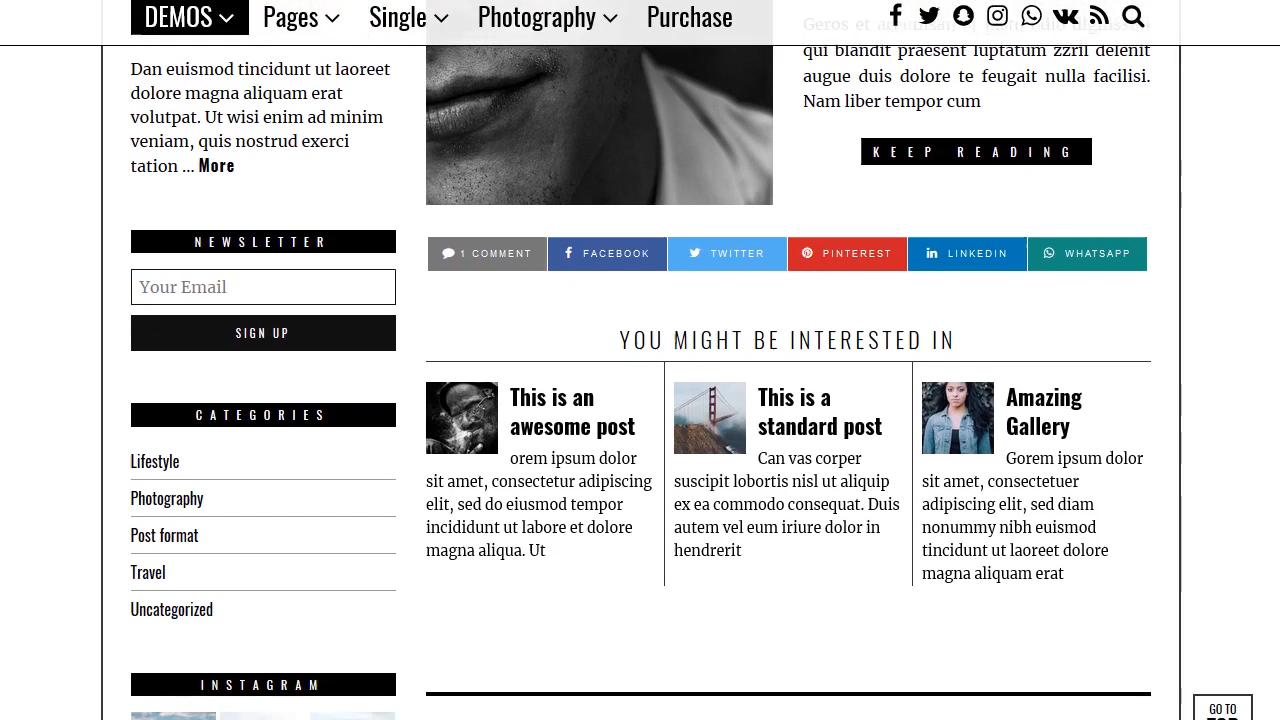 DEMOS Pages Single Photography Purchase
Dan euismod tincidunt ut laoreet
dolore magna aliquam erat
volutpat. Ut wisi enim ad minim
veniam, quis nostrud exerci
tation ... More
NEWSLETTER
Your Email
SIGN UP
CATEGORIES
Lifestyle
Photography
Post format
Travel
Uncategorized
INSTAGRAM
qui blandit praesent luptatum zzril delenit
augue duis dolore te feugait nulla facilisi.
Nam liber tempor cum
KEEP READING
1 COMMENT FACEBOOK TWITTER PINTEREST LINKEDIN WHATSAPP
YOU MIGHT BE INTERESTED IN
This is an
awesome post
orem ipsum dolor
sit amet, consectetur adipiscing
elit, sed do eiusmod tempor
incididunt ut labore et dolore
magna aliqua. Ut
This is a
standard post
Can vas corper
suscipit lobortis nisl ut aliquip
ex ea commodo consequat. Duis
autem vel eum iriure dolor in
hendrerit
Amazing
Gallery
Gorem ipsum dolor
sit amet, consectetuer
adipiscing elit, sed diam
nonummy nibh euismod
tincidunt ut laoreet dolore
magna aliquam erat
GO TO
TOP